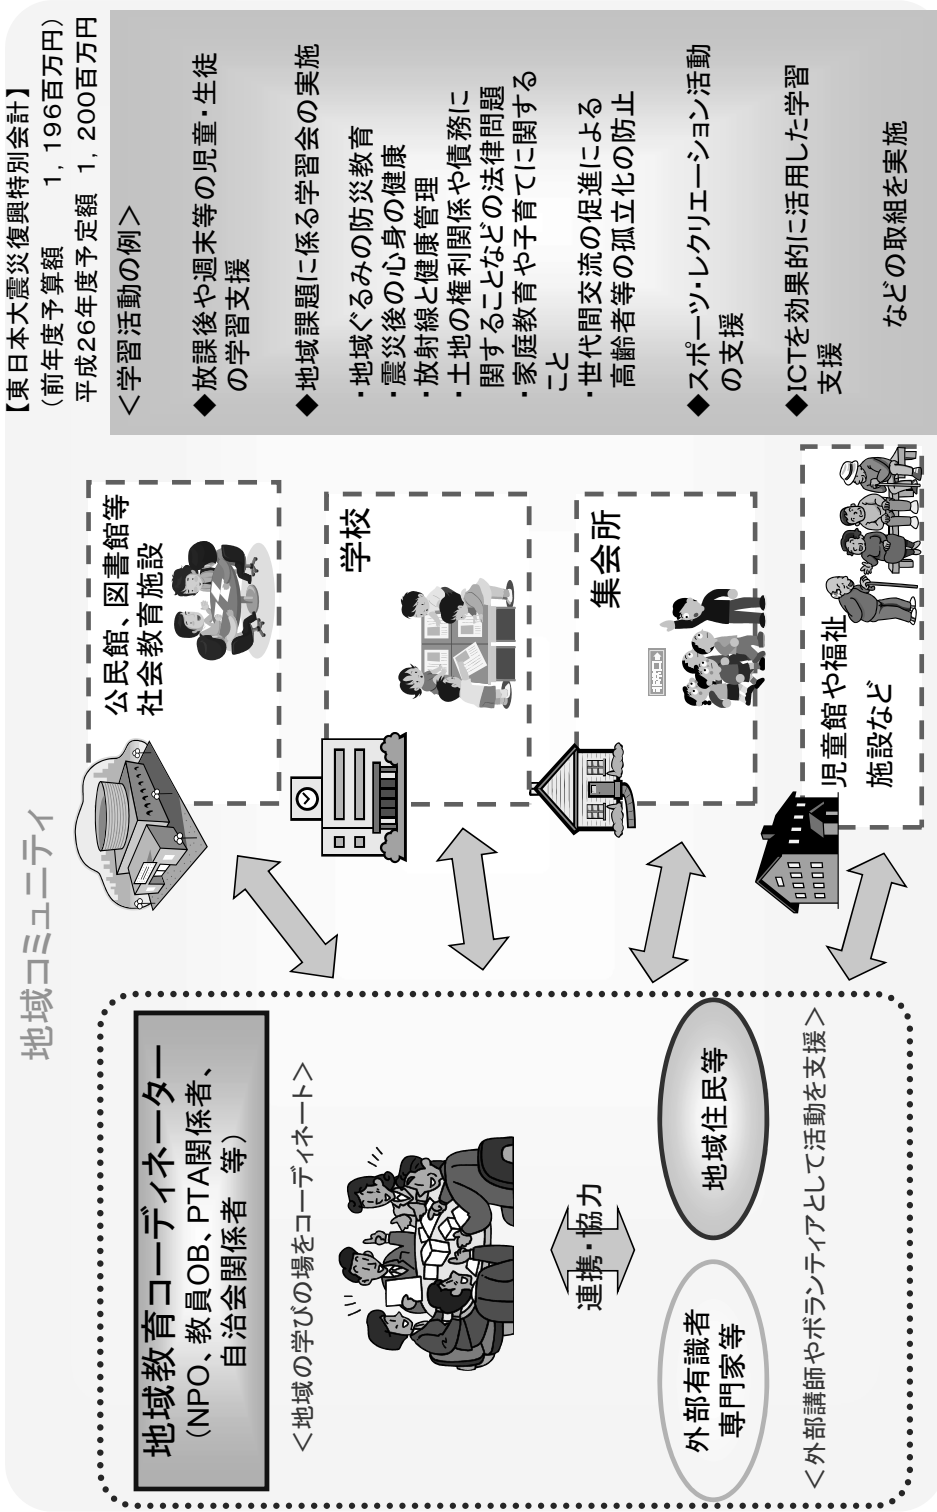 【東日本大震災復興特別会計】
（前年度予算額　1，196百万円）
平成26年度予定額　1，200百万円
地域コミュニティ
地域教育コーディネーター
（NPO、教員OB、PTA関係者、
自治会関係者　等）
＜地域の学びの場をコーディネート＞
連携・協力
外部有識者
専門家等
地域住民等
＜外部講師やボランティアとして活動を支援＞
公民館、図書館等
社会教育施設
学校
集会所
児童館や福祉
施設など
＜学習活動の例＞
◆放課後や週末等の児童・生徒
の学習支援
◆地域課題に係る学習会の実施
・地域ぐるみの防災教育
・震災後の心身の健康
・放射線と健康管理
・土地の権利関係や債務に
関することなどの法律問題
・家庭教育や子育てに関する
こと
・世代間交流の促進による
高齢者等の孤立化の防止
◆スポーツ・レクリエーション活動
の支援
◆ICTを効果的に活用した学習
支援
などの取組を実施